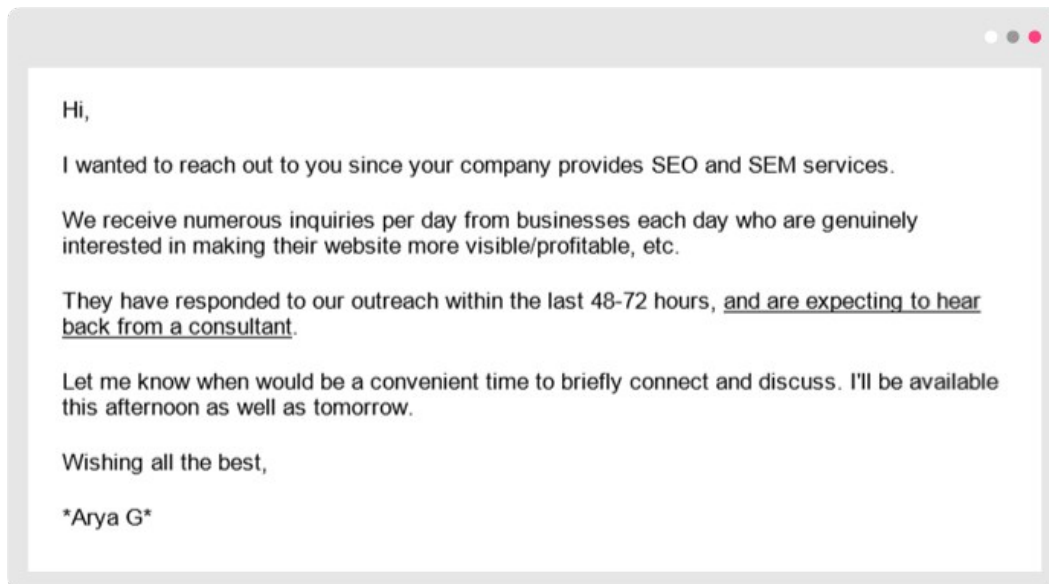 Hi,
I wanted to reach out to you since your company provides SEO and SEM services.
We receive numerous inquiries per day from businesses each day who are genuinely
interested in making their website more visible/profitable, etc.
They have responded to our outreach within the last 48-72 hours, and are expecting to hear
back from a consultant.
Let me know when would be a convenient time to briefly connect and discuss. I'll be available
this afternoon as well as tomorrow.
Wishing all the best,
*Arya G*